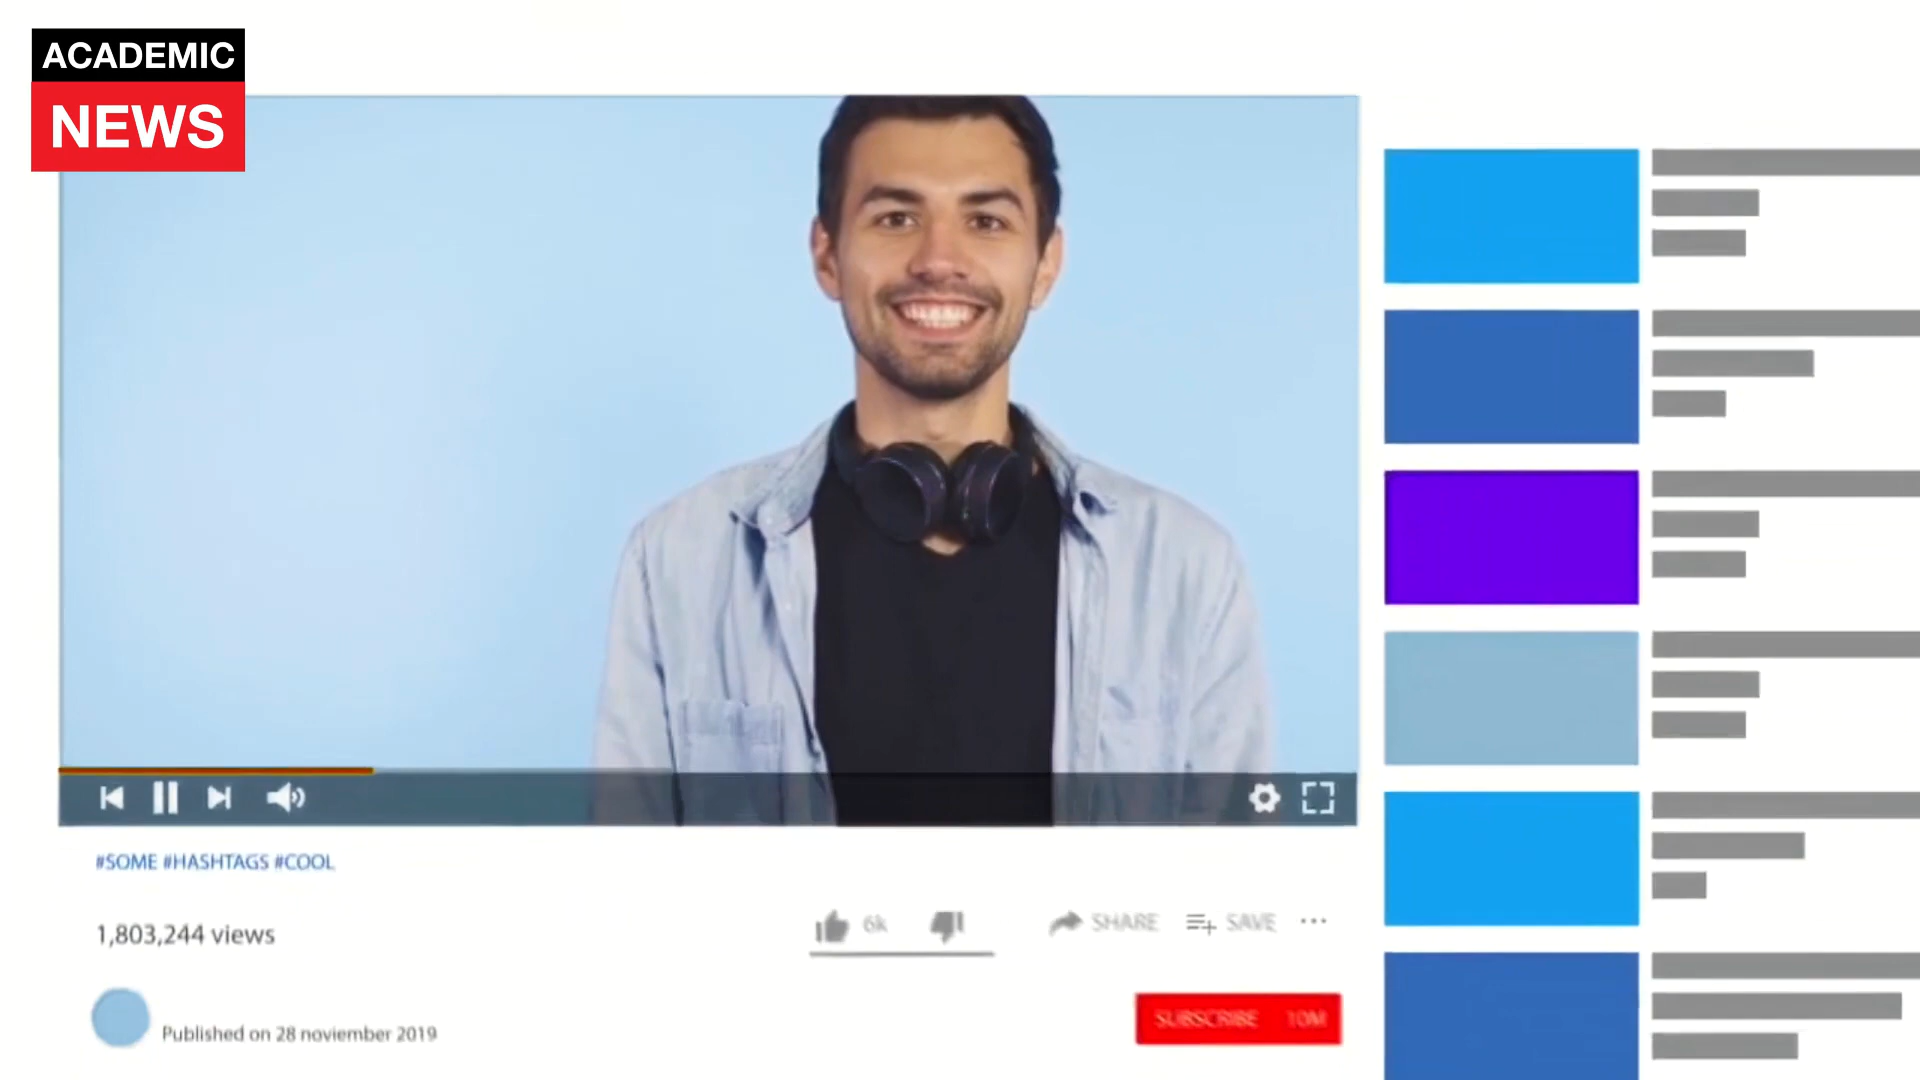 ACADEMIC
NEWS
#SOME #HASHTAGS #COOL
1,803,244 views
6k
SHARE
SAVE
Published on 28 noviember 2019
SUBSCRIBE 10M